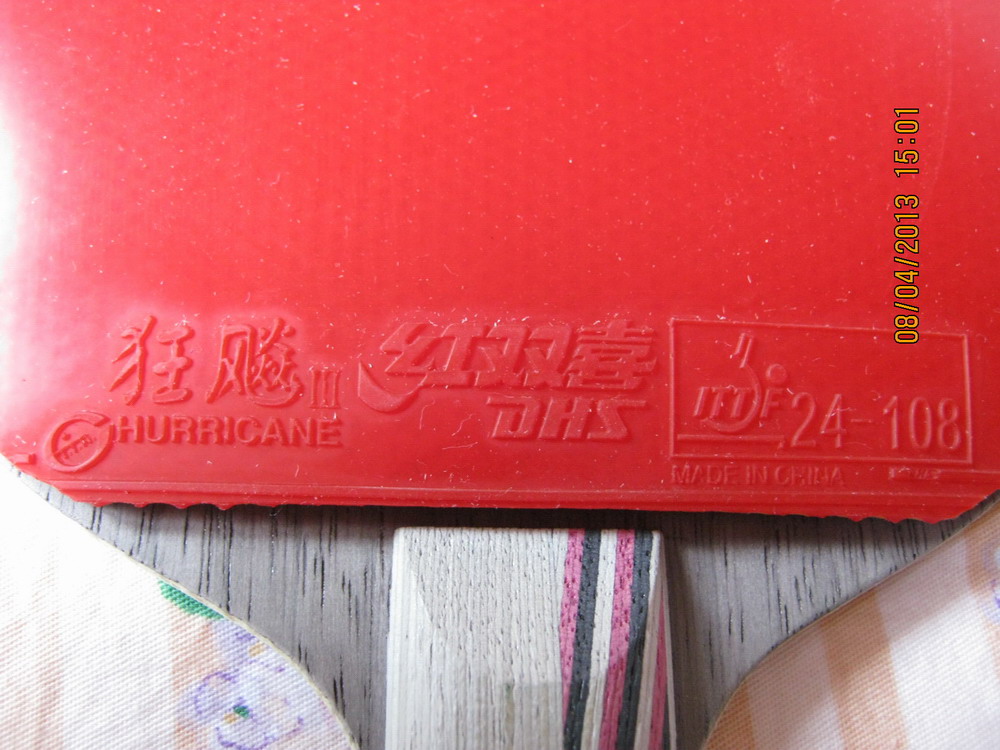 狂飚III
HURRICANE
红双喜
DHS
ITTF 24-108
MADE IN CHINA
08/04/2013 15:01